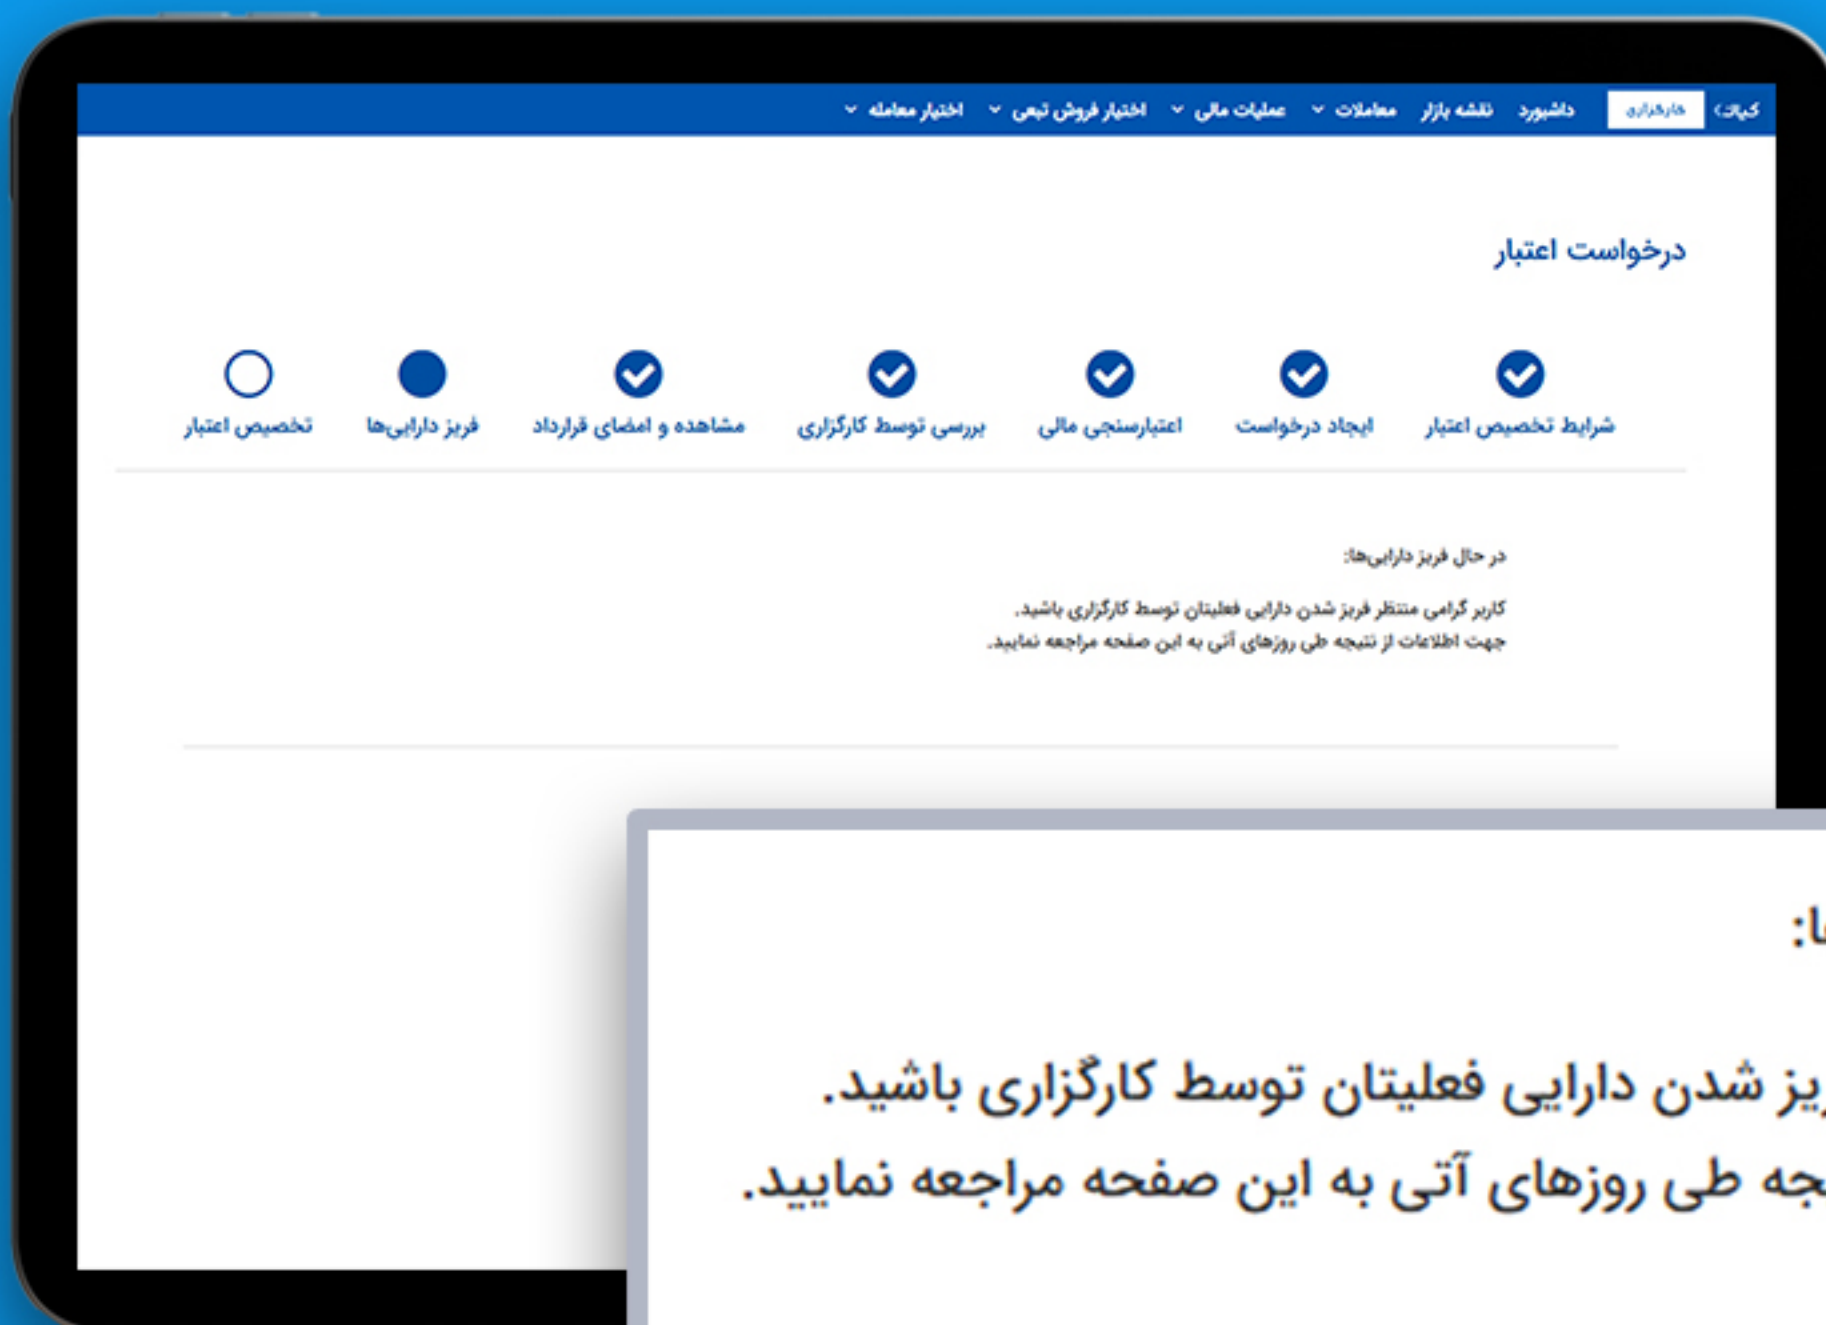 کیان کارگزاری داشبورد نقشه بازار معاملات عملیات مالی اختیار فروش تبعی اختیار معامله
درخواست اعتبار
شرایط تخصیص اعتبار ایجاد درخواست اعتبارسنجی مالی بررسی توسط کارگزاری مشاهده و امضای قرارداد فریز دارایی‌ها تخصیص اعتبار
در حال فریز دارایی‌ها:
کاربر گرامی منتظر فریز شدن دارایی فعلیتان توسط کارگزاری باشید.
جهت اطلاعات از نتیجه طی روزهای آتی به این صفحه مراجعه نمایید.
ا:
ریز شدن دارایی فعلیتان توسط کارگزاری باشید.
جه طی روزهای آتی به این صفحه مراجعه نمایید.